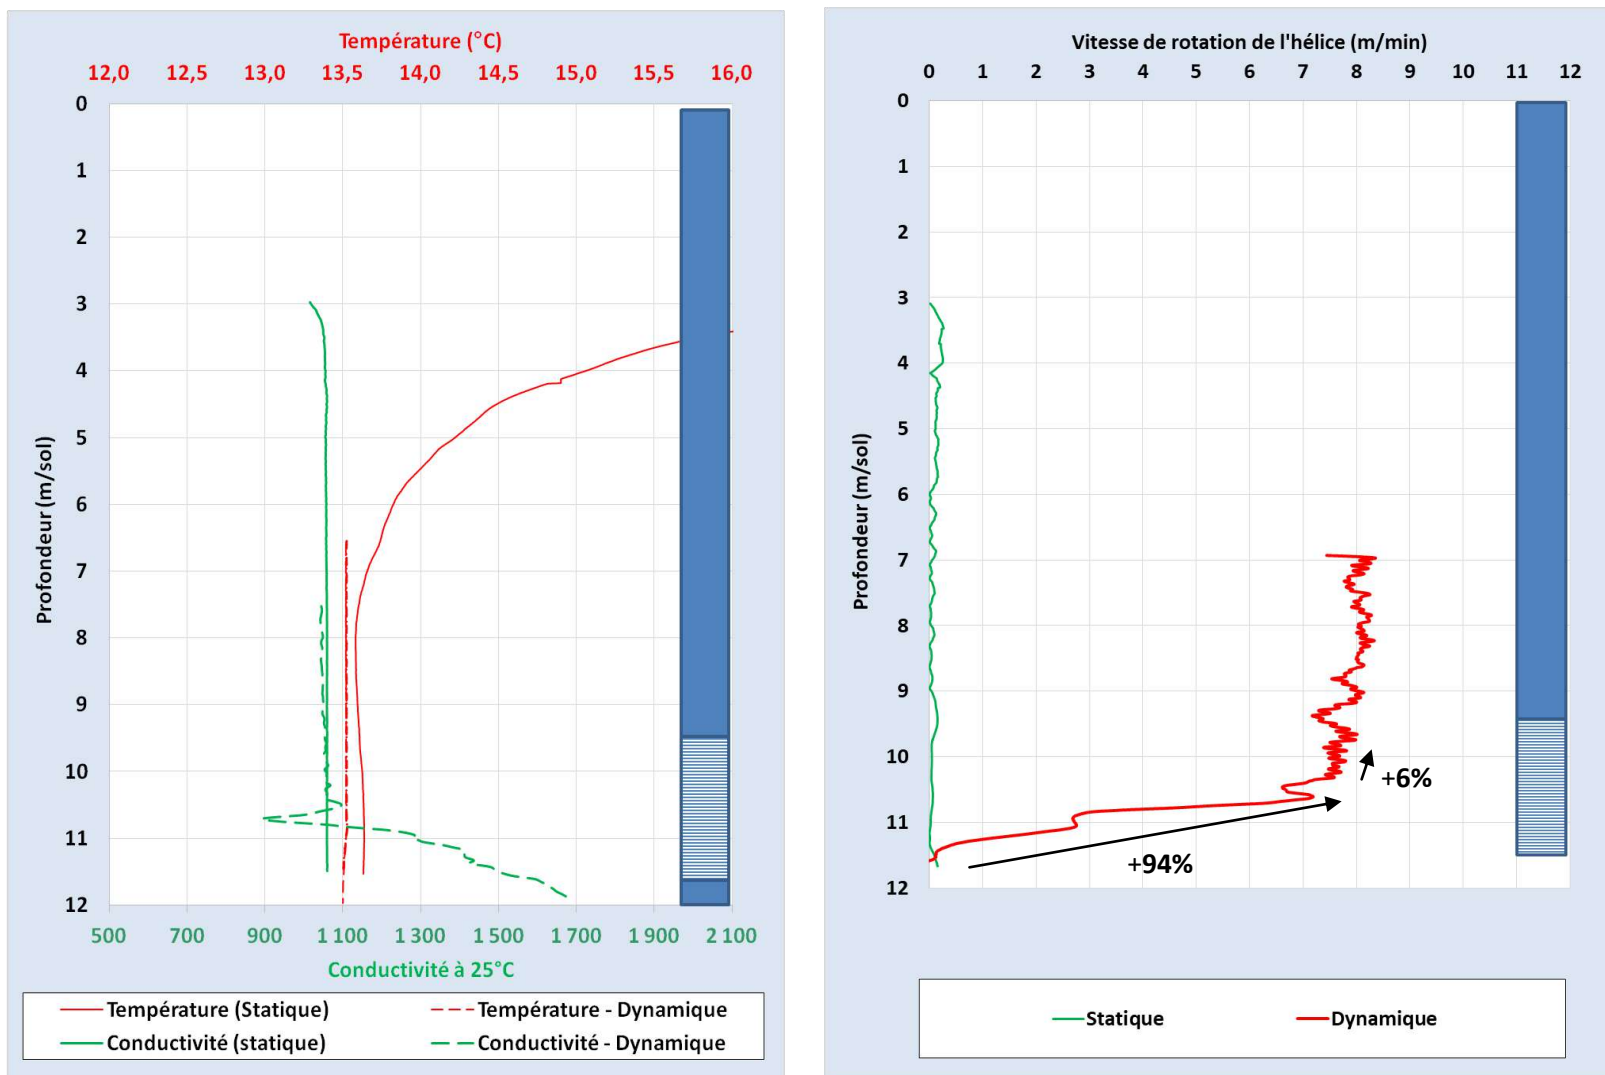 Température (°C)
12,0 12,5 13,0 13,5 14,0 14,5 15,0 15,5 16,0
0
1
2
3
4
5
6
7
8
9
10
11
12
Profondeur (m/sol)
500 700 900 1 100 1 300 1 500 1 700 1 900 2 100
Conductivité à 25°C
Température (Statique)
Température - Dynamique
Conductivité (statique)
Conductivité - Dynamique
Vitesse de rotation de l'hélice (m/min)
0 1 2 3 4 5 6 7 8 9 10 11 12
0
1
2
3
4
5
6
7
8
9
10
11
12
Profondeur (m/sol)
+6%
+94%
Statique
Dynamique